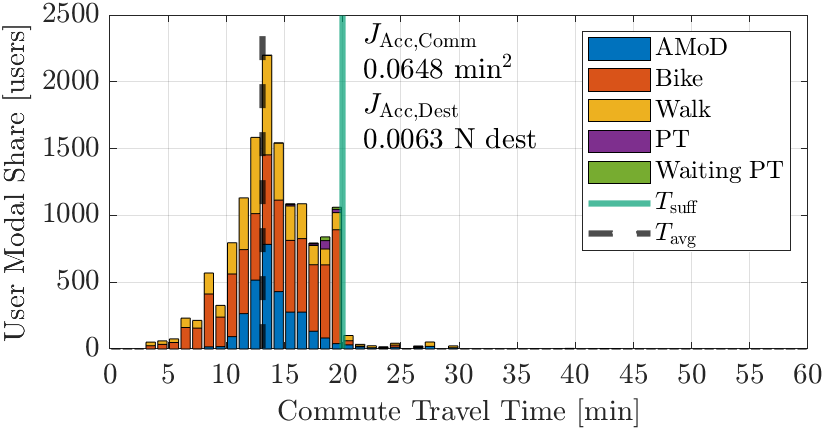 User Modal Share [users]
2500
2000
1500
1000
500
0
J_Acc,Comm
0.0648 min²
J_Acc,Dest
0.0063 N dest
AMoD
Bike
Walk
PT
Waiting PT
T_suff
T_avg
0 5 10 15 20 25 30 35 40 45 50 55 60
Commute Travel Time [min]